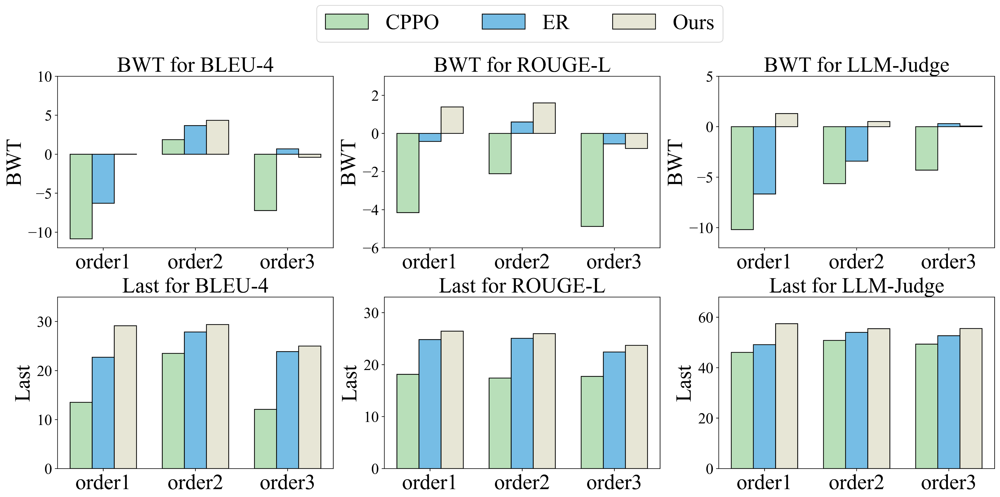 CPPO ER Ours
BWT for BLEU-4
10
5
0
−5
−10
BWT
order1 order2 order3
BWT for ROUGE-L
2
0
−2
−4
−6
BWT
order1 order2 order3
BWT for LLM-Judge
5
0
−5
−10
BWT
order1 order2 order3
Last for BLEU-4
30
20
10
0
Last
order1 order2 order3
Last for ROUGE-L
30
20
10
0
Last
order1 order2 order3
Last for LLM-Judge
60
40
20
0
Last
order1 order2 order3